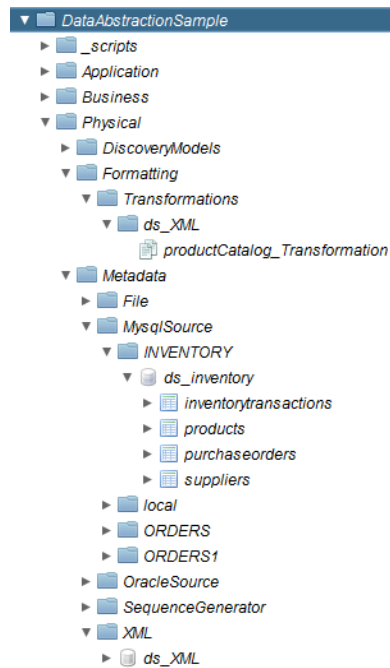 DataAbstractionSample
_scripts
Application
Business
Physical
DiscoveryModels
Formatting
Transformations
ds_XML
productCatalog_Transformation
Metadata
File
MysqlSource
INVENTORY
ds_inventory
inventorytransactions
products
purchaseorders
suppliers
local
ORDERS
ORDERS1
OracleSource
SequenceGenerator
XML
ds_XML